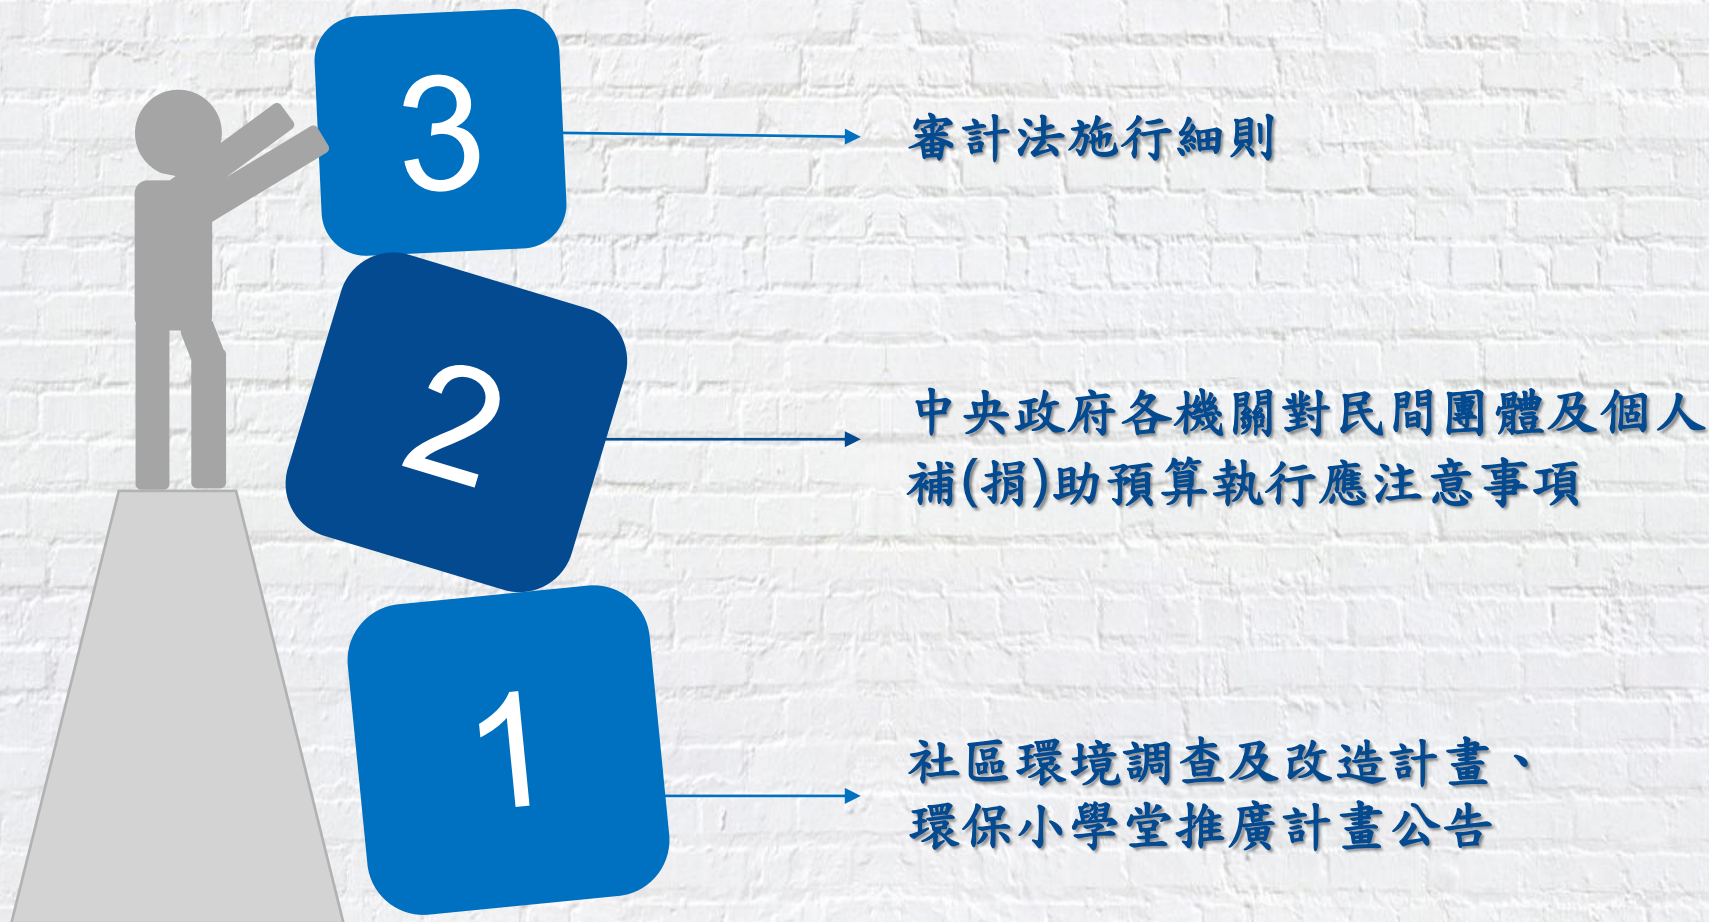 3
審計法施行細則
2
中央政府各機關對民間團體及個人
補(捐)助預算執行應注意事項
1
社區環境調查及改造計畫、
環保小學堂推廣計畫公告